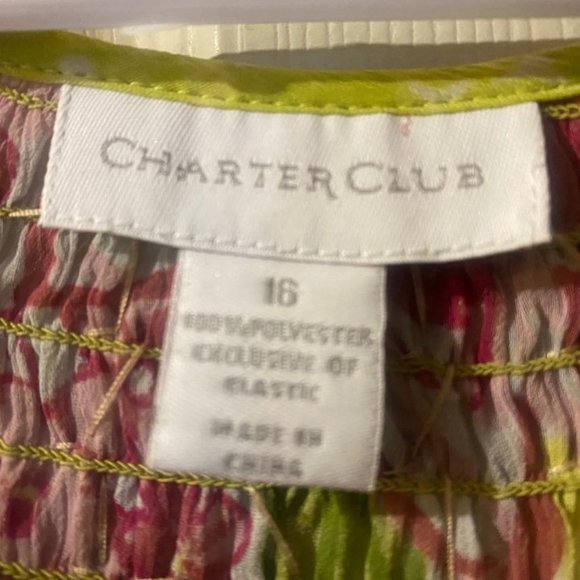 CHARTER CLUB
16
100% POLYESTER
EXCLUSIVE OF
ELASTIC
MADE IN
CHINA